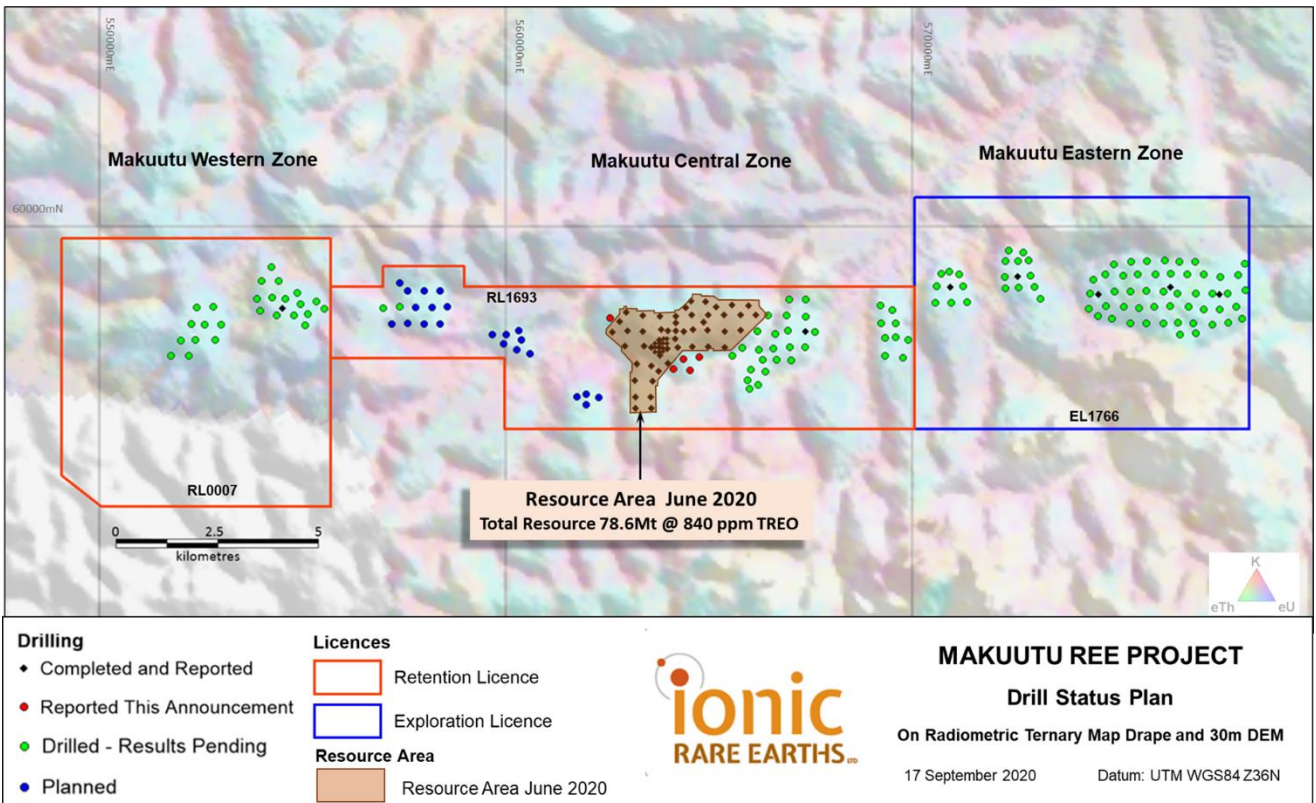 550000mE
560000mE
570000mE
Makuutu Western Zone
Makuutu Central Zone
Makuutu Eastern Zone
60000mN
RL1693
RL0007
EL1766
Resource Area June 2020
Total Resource 78.6Mt @ 840 ppm TREO
0 2.5 5
kilometres
K
eTh eU
Drilling
Completed and Reported
Reported This Announcement
Drilled - Results Pending
Planned
Licences
Retention Licence
Exploration Licence
Resource Area
Resource Area June 2020
ionic
RARE EARTHS LTD
MAKUUTU REE PROJECT
Drill Status Plan
On Radiometric Ternary Map Drape and 30m DEM
17 September 2020 Datum: UTM WGS84 Z36N